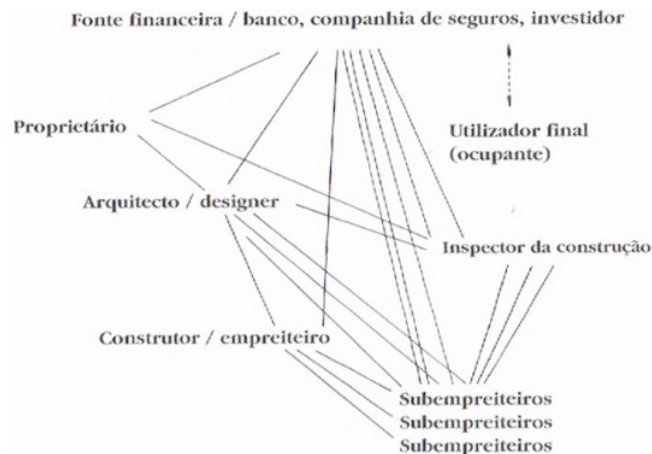 Fonte financeira / banco, companhia de seguros, investidor
Proprietário
Utilizador final
(ocupante)
Arquitecto / designer
Inspector da construção
Construtor / empreiteiro
Subempreiteiros
Subempreiteiros
Subempreiteiros